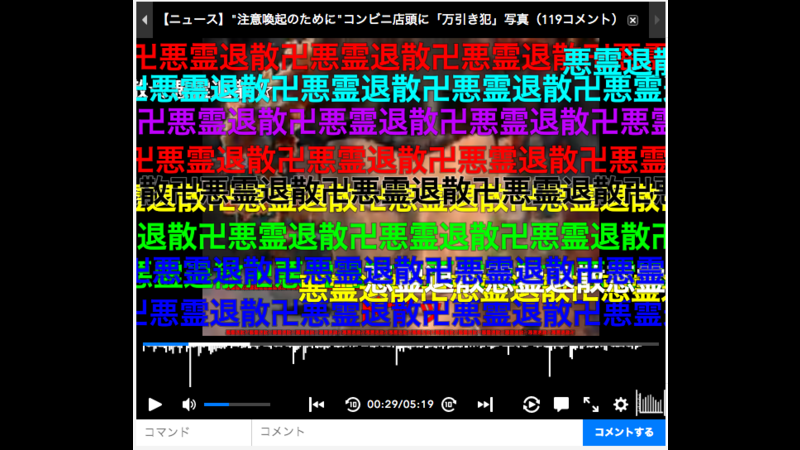 【ニュース】"注意喚起のために"コンビニ店頭に「万引き犯」写真（119コメント）
卍悪霊退散卍悪霊退散卍悪霊退散卍
悪霊退散
悪霊退散卍悪霊退散卍悪霊退散卍
卍悪霊退散卍悪霊退散卍悪霊退散卍悪
卍悪霊退散卍悪霊退散卍悪霊退散卍
散卍悪霊退散卍悪霊退散卍悪霊退散卍
悪霊退散卍悪霊退散卍悪霊退散卍
退散卍悪霊退散卍悪霊退散卍悪霊退散卍
卍悪霊退散卍悪霊退散卍悪霊退散卍悪霊
悪霊退散卍悪霊退散卍悪霊
卍悪霊退散卍悪霊退散卍悪霊退散卍悪霊
10 00:29/05:19 10
コマンド コメント コメントする